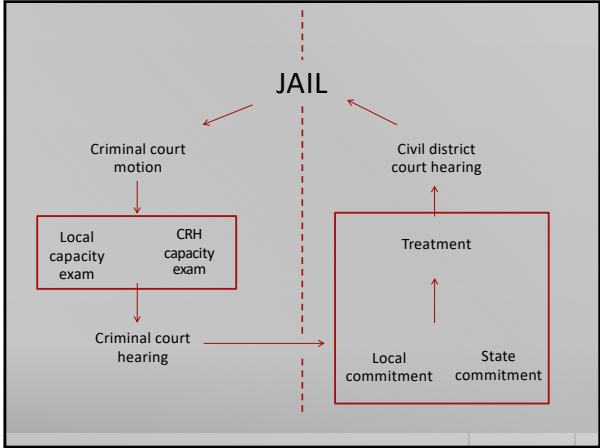 JAIL
Criminal court
motion
Local
capacity
exam
CRH
capacity
exam
Criminal court
hearing
Civil district
court hearing
Treatment
Local
commitment
State
commitment